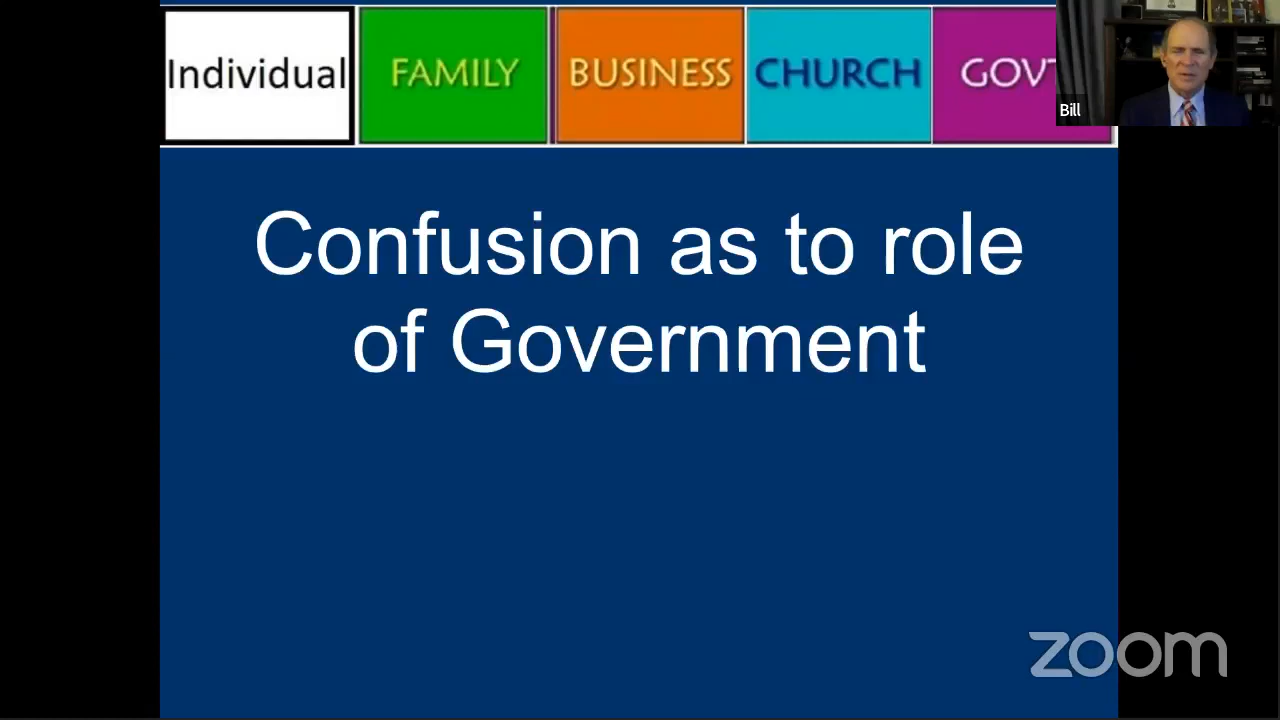 Individual FAMILY BUSINESS CHURCH GOV
Bill
Confusion as to role
of Government
zoom